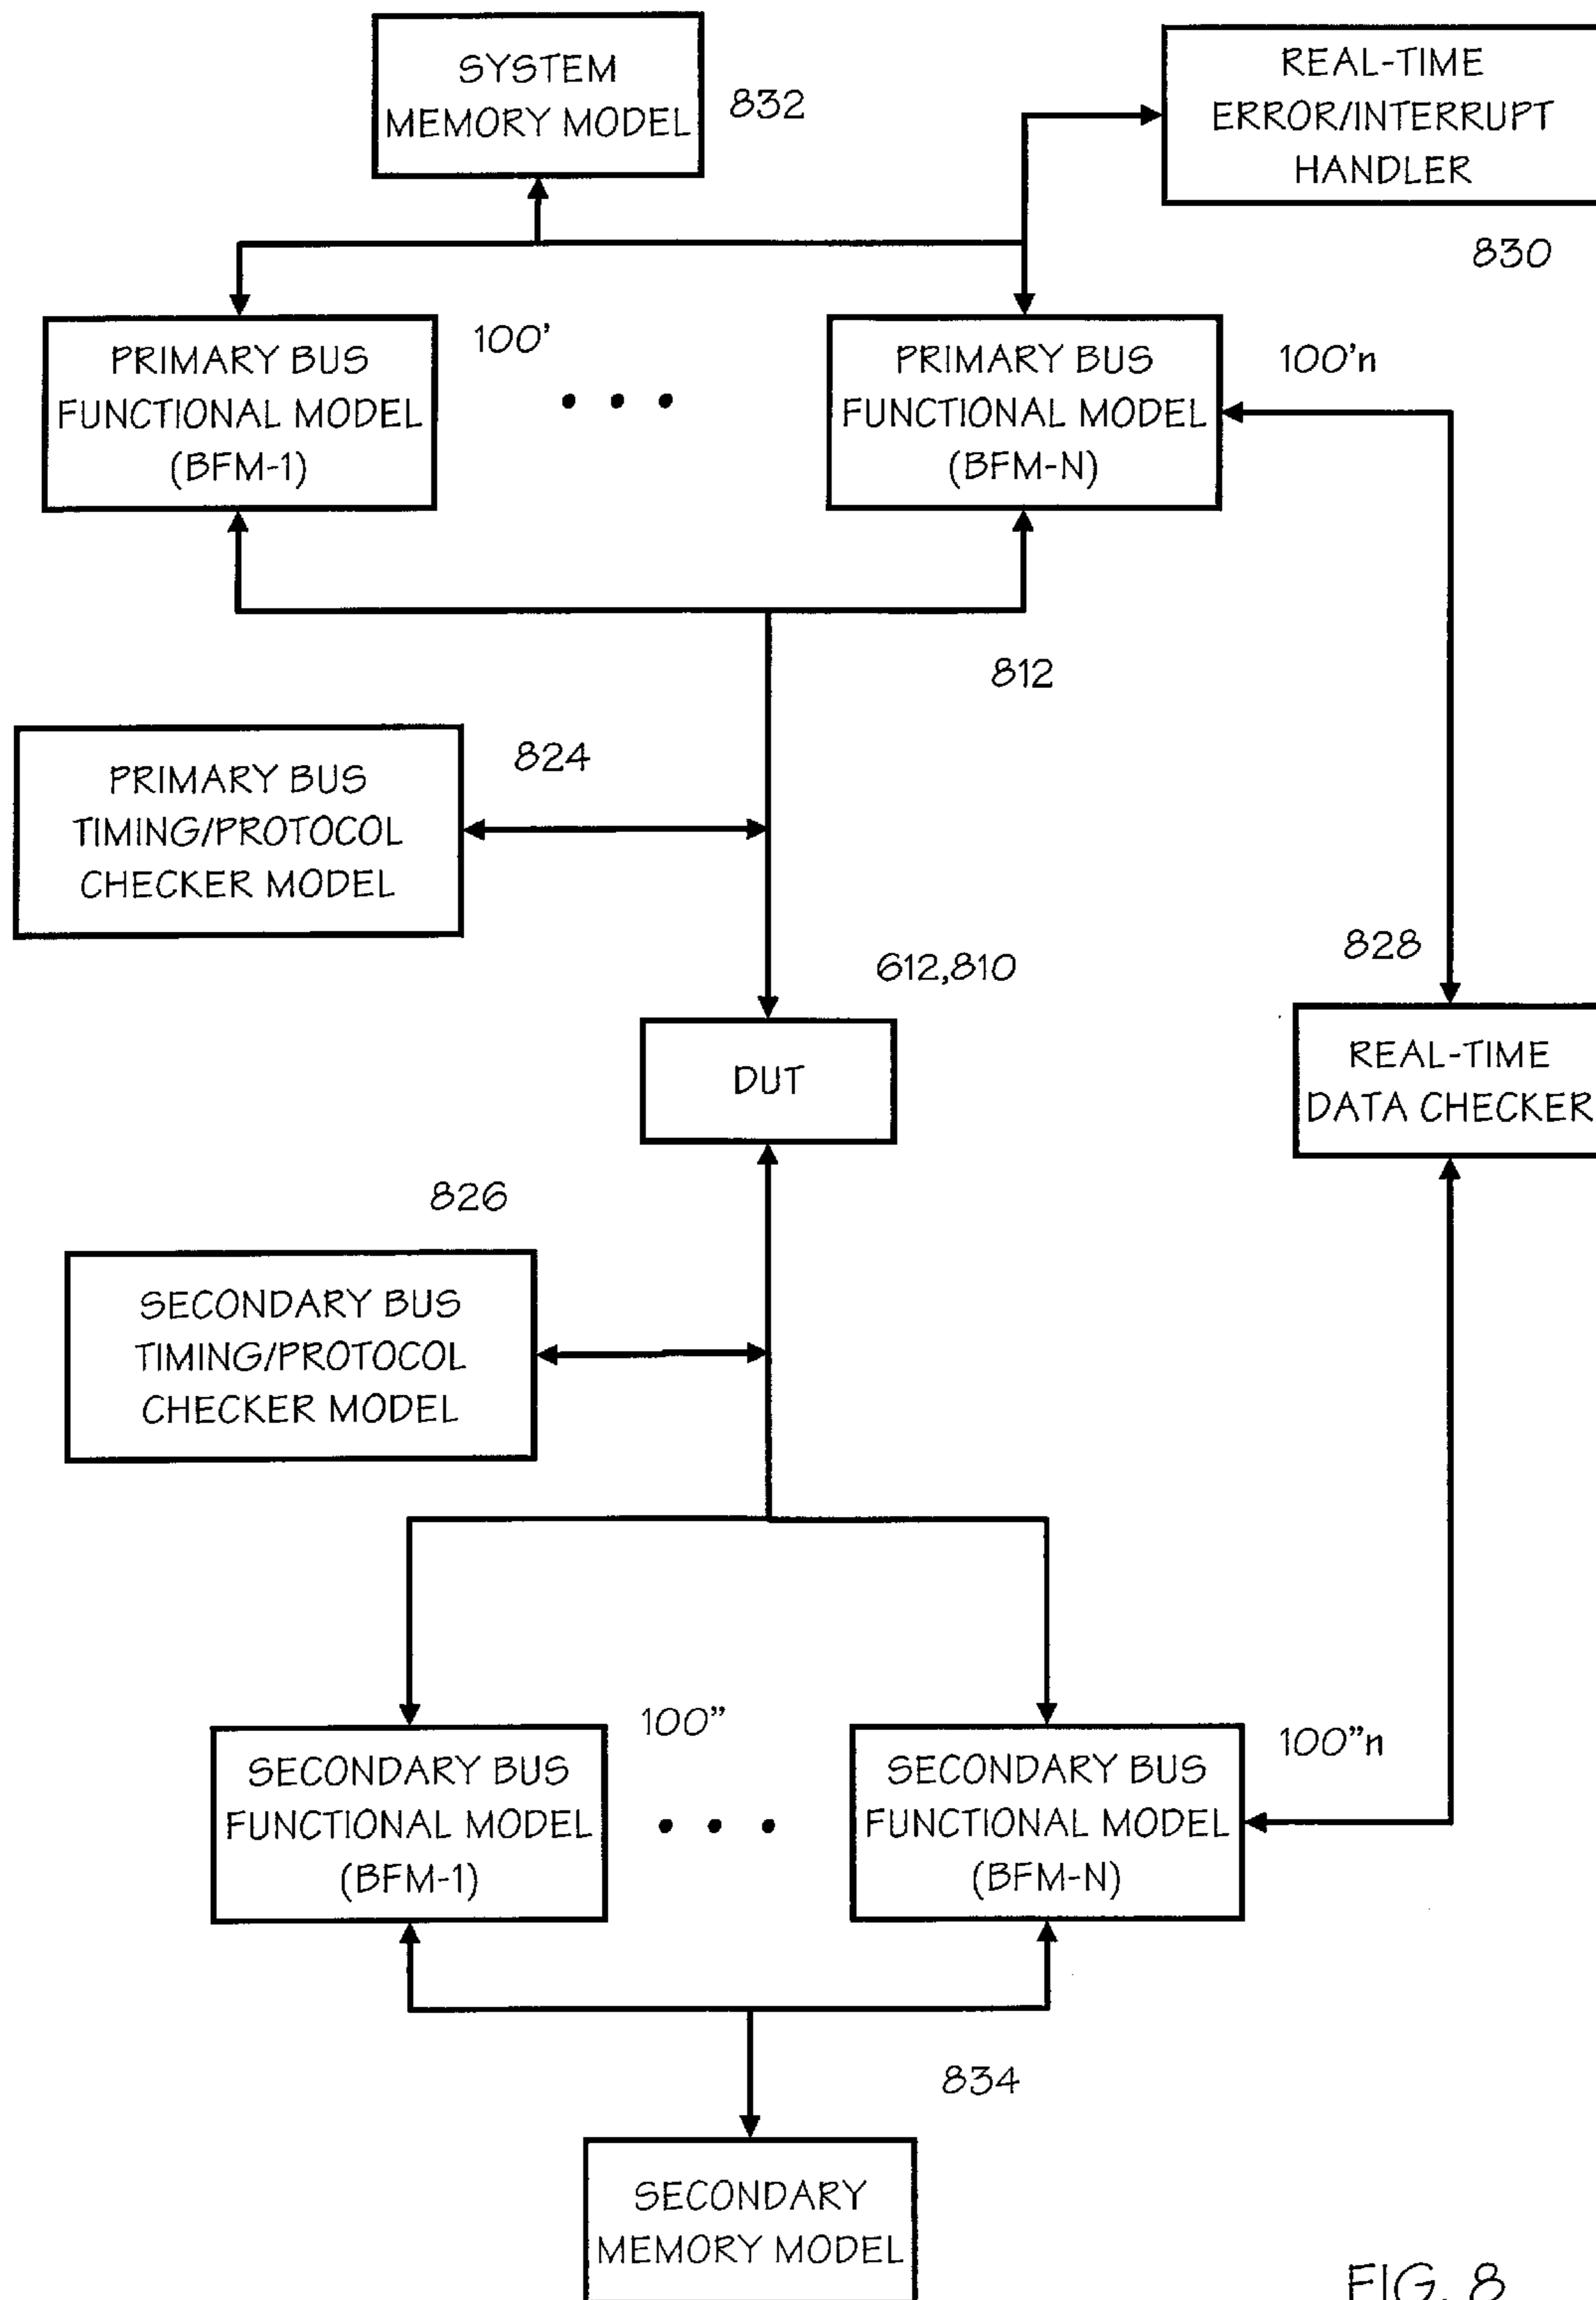 SYSTEM
MEMORY MODEL
832
REAL-TIME
ERROR/INTERRUPT
HANDLER
830
PRIMARY BUS
FUNCTIONAL MODEL
(BFM-1)
100'
• • •
PRIMARY BUS
FUNCTIONAL MODEL
(BFM-N)
100'n
812
PRIMARY BUS
TIMING/PROTOCOL
CHECKER MODEL
824
612,810
DUT
828
REAL-TIME
DATA CHECKER
826
SECONDARY BUS
TIMING/PROTOCOL
CHECKER MODEL
SECONDARY BUS
FUNCTIONAL MODEL
(BFM-1)
100"
• • •
SECONDARY BUS
FUNCTIONAL MODEL
(BFM-N)
100"n
834
SECONDARY
MEMORY MODEL
FIG. 8